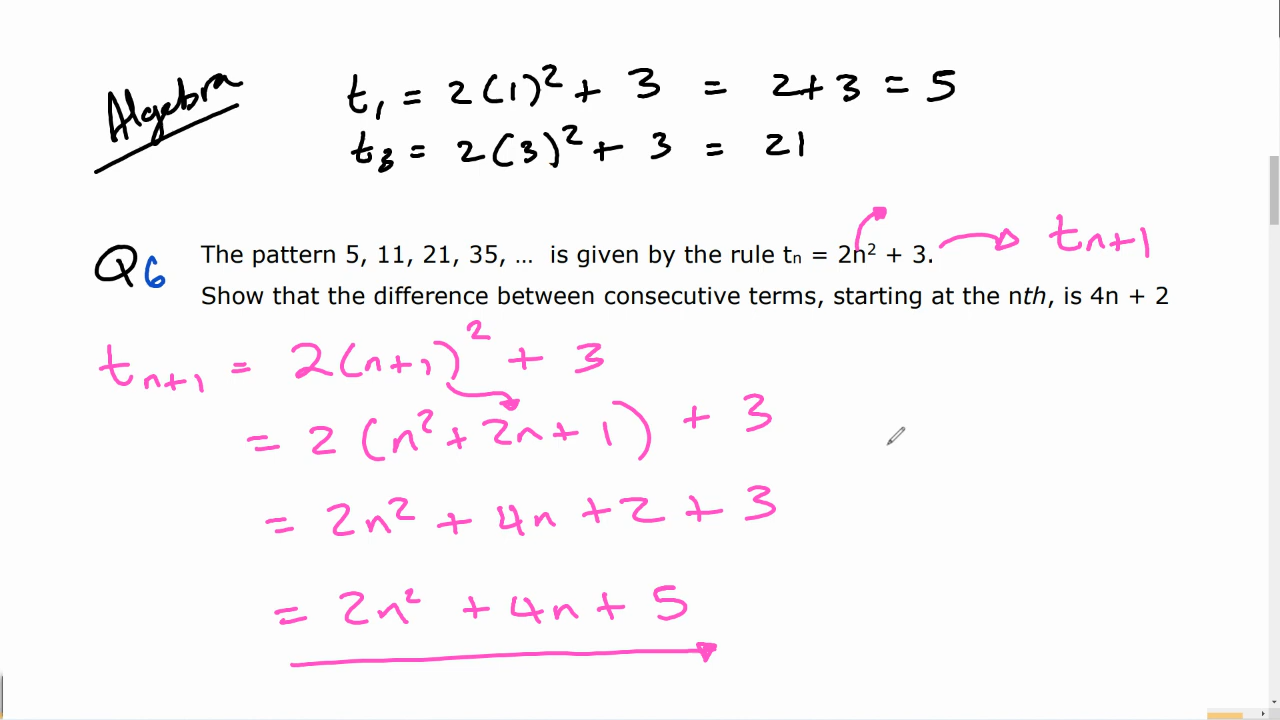 Algebra
t₁ = 2(1)² + 3 = 2+3 = 5
t₃ = 2(3)² + 3 = 21
Q6
The pattern 5, 11, 21, 35, ... is given by the rule tₙ = 2n² + 3.
tₙ₊₁
Show that the difference between consecutive terms, starting at the nth, is 4n + 2
tₙ₊₁ = 2(n+1)² + 3
= 2(n² + 2n + 1) + 3
= 2n² + 4n + 2 + 3
= 2n² + 4n + 5